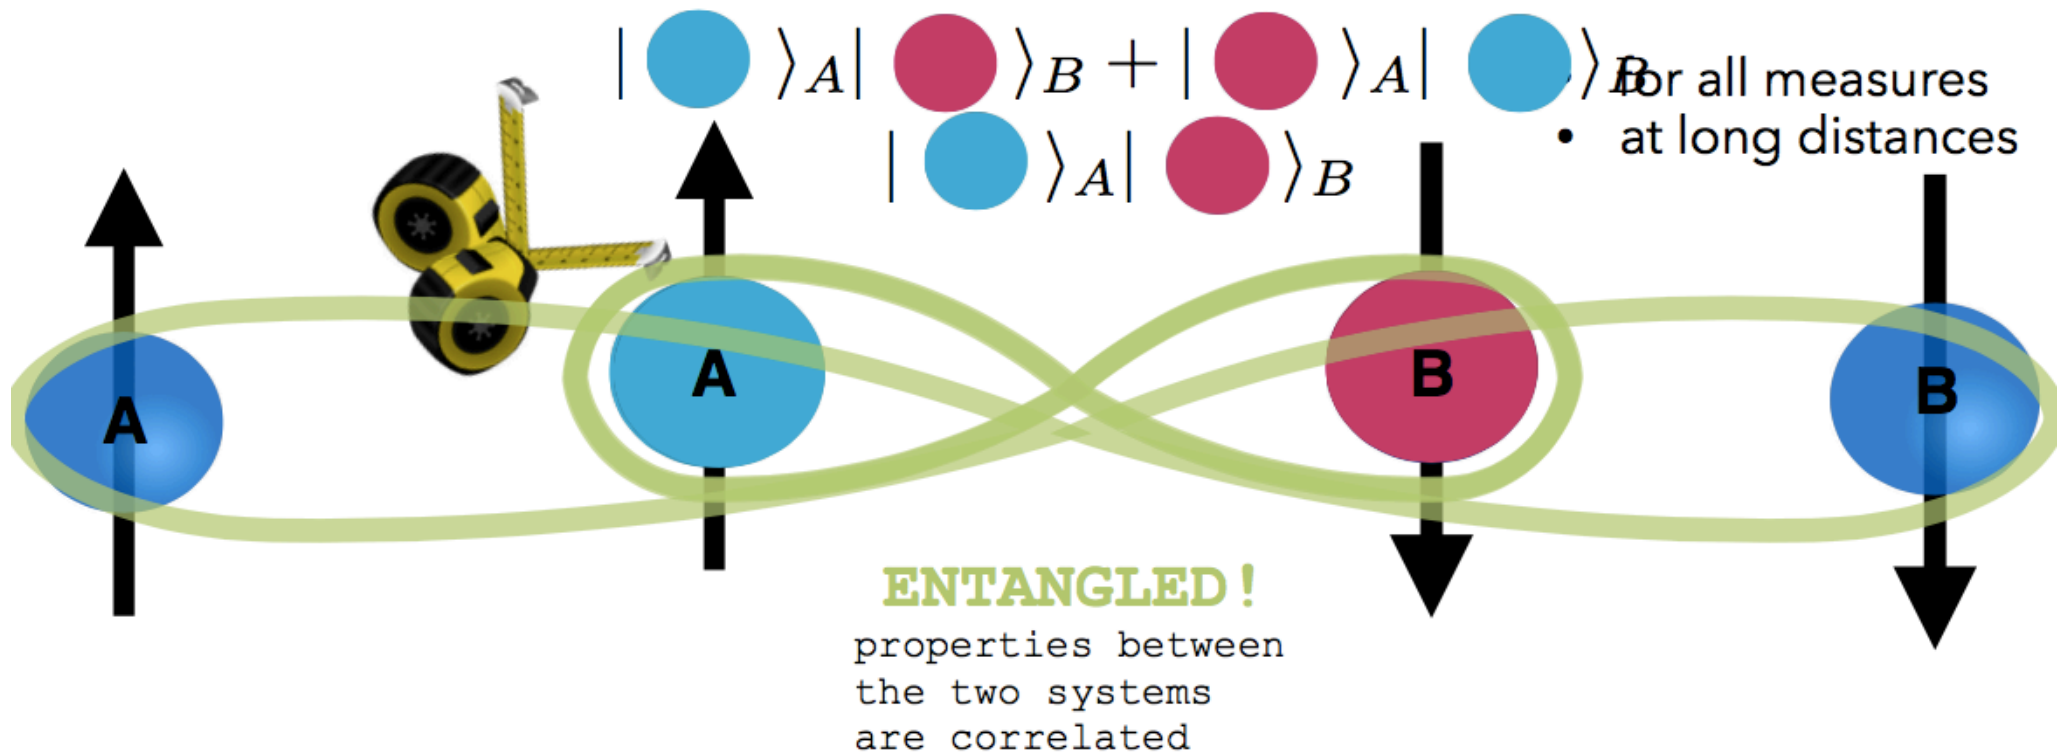 | ⟩A| ⟩B + | ⟩A| ⟩B
• for all measures
| ⟩A| ⟩B
• at long distances
A
A
B
B
ENTANGLED!
properties between
the two systems
are correlated